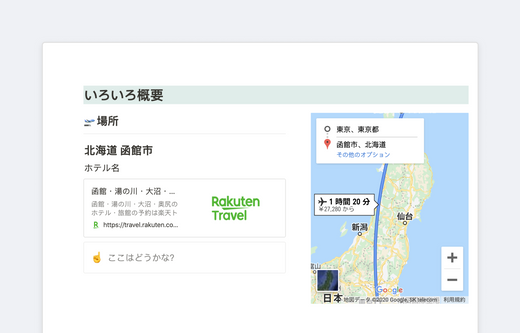 いろいろ概要
場所
北海道 函館市
ホテル名
函館・湯の川・大沼・...
函館・湯の川・大沼・奥尻の
ホテル・旅館の予約は楽天ト
R https://travel.rakuten.co...
Rakuten
Travel
☝ ここはどうかな?
東京、東京都
函館市、北海道
その他のオプション
1 時間 20 分
¥27,280 から
仙台
新潟
富山
日本
Google
地図データ ©2020 Google, SK telecom 利用規約